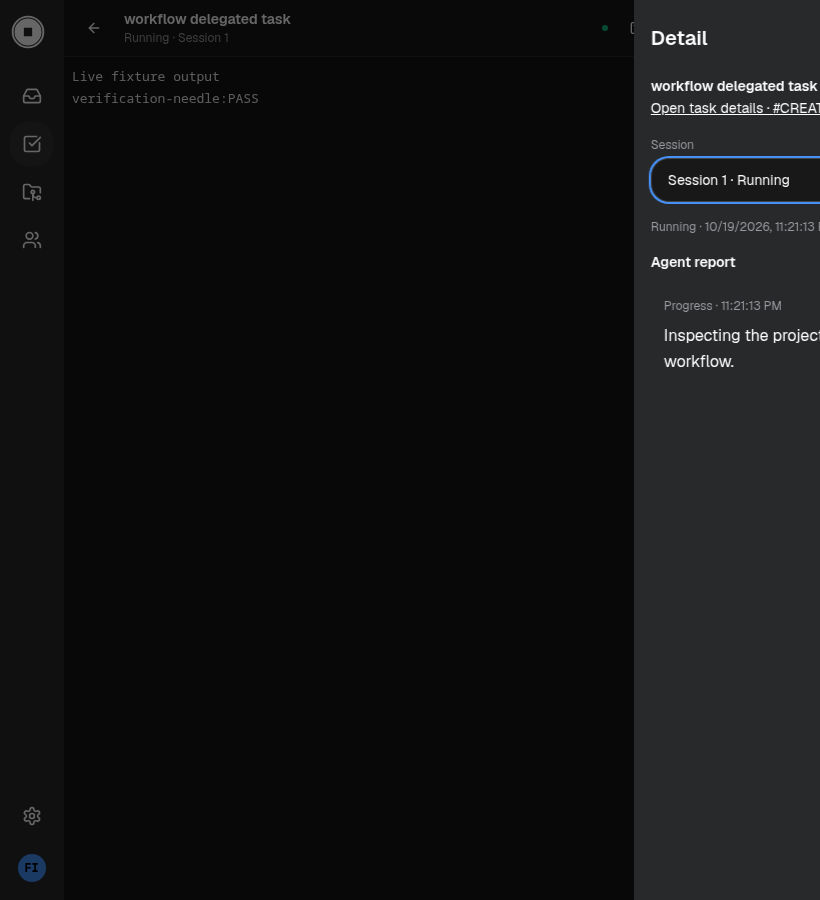 workflow delegated task
Running · Session 1
Live fixture output
verification-needle:PASS
FI
Detail
workflow delegated task
Open task details · #CREAT
Session
Session 1 · Running
Running · 10/19/2026, 11:21:13
Agent report
Progress · 11:21:13 PM
Inspecting the project
workflow.